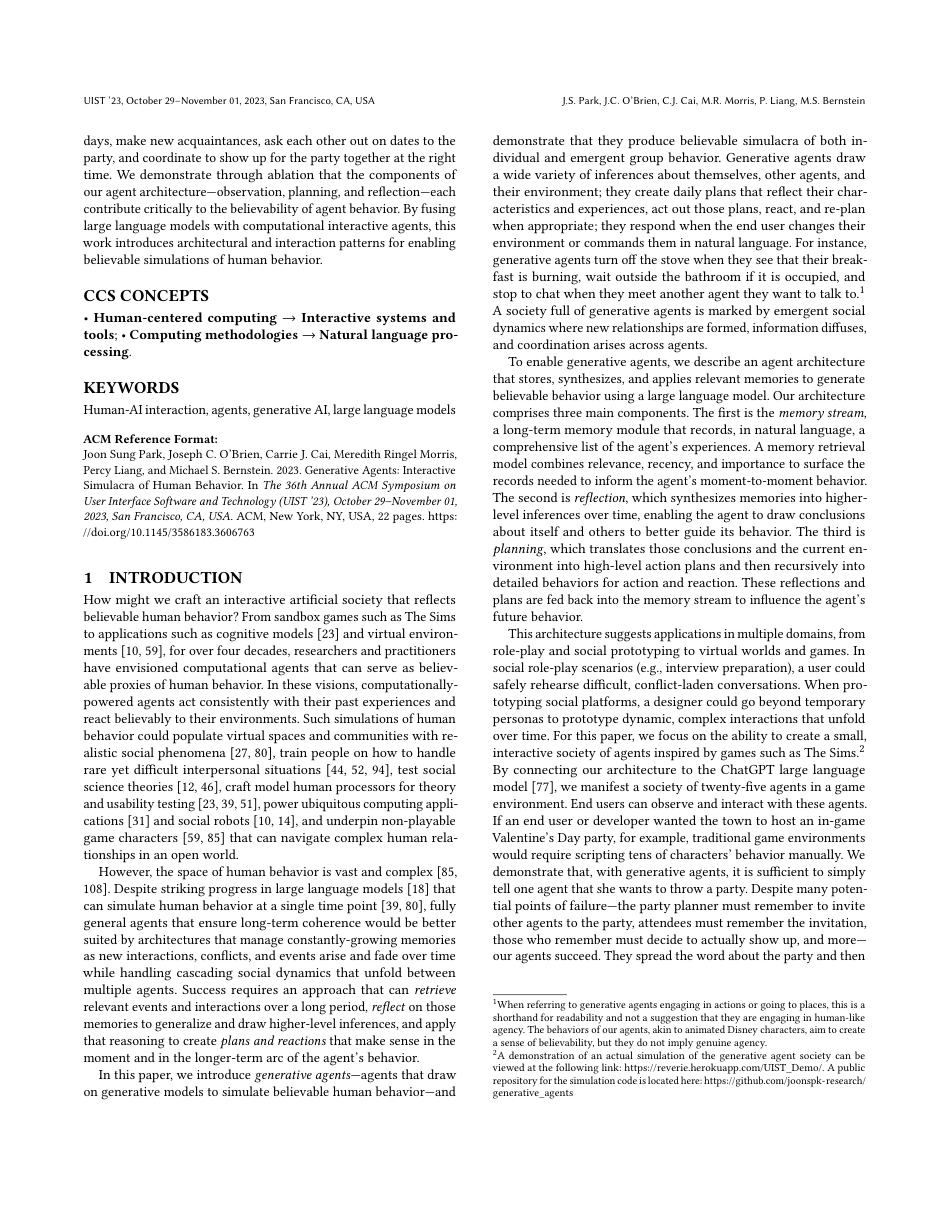 UIST '23, October 29–November 01, 2023, San Francisco, CA, USA
J.S. Park, J.C. O'Brien, C.J. Cai, M.R. Morris, P. Liang, M.S. Bernstein
days, make new acquaintances, ask each other out on dates to the
party, and coordinate to show up for the party together at the right
time. We demonstrate through ablation that the components of
our agent architecture—observation, planning, and reflection—each
contribute critically to the believability of agent behavior. By fusing
large language models with computational interactive agents, this
work introduces architectural and interaction patterns for enabling
believable simulations of human behavior.
CCS CONCEPTS
• Human-centered computing → Interactive systems and
tools; • Computing methodologies → Natural language pro-
cessing.
KEYWORDS
Human-AI interaction, agents, generative AI, large language models
ACM Reference Format:
Joon Sung Park, Joseph C. O'Brien, Carrie J. Cai, Meredith Ringel Morris,
Percy Liang, and Michael S. Bernstein. 2023. Generative Agents: Interactive
Simulacra of Human Behavior. In The 36th Annual ACM Symposium on
User Interface Software and Technology (UIST '23), October 29–November 01,
2023, San Francisco, CA, USA. ACM, New York, NY, USA, 22 pages. https:
//doi.org/10.1145/3586183.3606763
1 INTRODUCTION
How might we craft an interactive artificial society that reflects
believable human behavior? From sandbox games such as The Sims
to applications such as cognitive models [23] and virtual environ-
ments [10, 59], for over four decades, researchers and practitioners
have envisioned computational agents that can serve as believ-
able proxies of human behavior. In these visions, computationally-
powered agents act consistently with their past experiences and
react believably to their environments. Such simulations of human
behavior could populate virtual spaces and communities with re-
alistic social phenomena [27, 80], train people on how to handle
rare yet difficult interpersonal situations [44, 52, 94], test social
science theories [12, 46], craft model human processors for theory
and usability testing [23, 39, 51], power ubiquitous computing appli-
cations [31] and social robots [10, 14], and underpin non-playable
game characters [59, 85] that can navigate complex human rela-
tionships in an open world.
However, the space of human behavior is vast and complex [85,
108]. Despite striking progress in large language models [18] that
can simulate human behavior at a single time point [39, 80], fully
general agents that ensure long-term coherence would be better
suited by architectures that manage constantly-growing memories
as new interactions, conflicts, and events arise and fade over time
while handling cascading social dynamics that unfold between
multiple agents. Success requires an approach that can retrieve
relevant events and interactions over a long period, reflect on those
memories to generalize and draw higher-level inferences, and apply
that reasoning to create plans and reactions that make sense in the
moment and in the longer-term arc of the agent's behavior.
In this paper, we introduce generative agents—agents that draw
on generative models to simulate believable human behavior—and
demonstrate that they produce believable simulacra of both in-
dividual and emergent group behavior. Generative agents draw
a wide variety of inferences about themselves, other agents, and
their environment; they create daily plans that reflect their char-
acteristics and experiences, act out those plans, react, and re-plan
when appropriate; they respond when the end user changes their
environment or commands them in natural language. For instance,
generative agents turn off the stove when they see that their break-
fast is burning, wait outside the bathroom if it is occupied, and
stop to chat when they meet another agent they want to talk to.1
A society full of generative agents is marked by emergent social
dynamics where new relationships are formed, information diffuses,
and coordination arises across agents.
To enable generative agents, we describe an agent architecture
that stores, synthesizes, and applies relevant memories to generate
believable behavior using a large language model. Our architecture
comprises three main components. The first is the memory stream,
a long-term memory module that records, in natural language, a
comprehensive list of the agent's experiences. A memory retrieval
model combines relevance, recency, and importance to surface the
records needed to inform the agent's moment-to-moment behavior.
The second is reflection, which synthesizes memories into higher-
level inferences over time, enabling the agent to draw conclusions
about itself and others to better guide its behavior. The third is
planning, which translates those conclusions and the current en-
vironment into high-level action plans and then recursively into
detailed behaviors for action and reaction. These reflections and
plans are fed back into the memory stream to influence the agent's
future behavior.
This architecture suggests applications in multiple domains, from
role-play and social prototyping to virtual worlds and games. In
social role-play scenarios (e.g., interview preparation), a user could
safely rehearse difficult, conflict-laden conversations. When pro-
totyping social platforms, a designer could go beyond temporary
personas to prototype dynamic, complex interactions that unfold
over time. For this paper, we focus on the ability to create a small,
interactive society of agents inspired by games such as The Sims.2
By connecting our architecture to the ChatGPT large language
model [77], we manifest a society of twenty-five agents in a game
environment. End users can observe and interact with these agents.
If an end user or developer wanted the town to host an in-game
Valentine's Day party, for example, traditional game environments
would require scripting tens of characters' behavior manually. We
demonstrate that, with generative agents, it is sufficient to simply
tell one agent that she wants to throw a party. Despite many poten-
tial points of failure—the party planner must remember to invite
other agents to the party, attendees must remember the invitation,
those who remember must decide to actually show up, and more—
our agents succeed. They spread the word about the party and then
1When referring to generative agents engaging in actions or going to places, this is a
shorthand for readability and not a suggestion that they are engaging in human-like
agency. The behaviors of our agents, akin to animated Disney characters, aim to create
a sense of believability, but they do not imply genuine agency.
2A demonstration of an actual simulation of the generative agent society can be
viewed at the following link: https://reverie.herokuapp.com/UIST_Demo/. A public
repository for the simulation code is located here: https://github.com/joonspk-research/
generative_agents